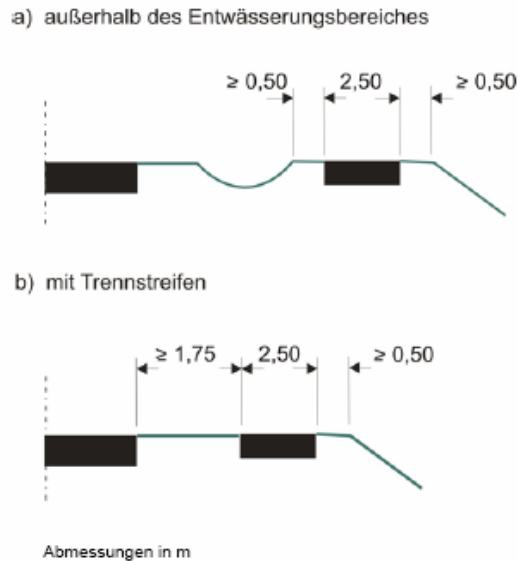 a) außerhalb des Entwässerungsbereiches
≥ 0,50 2,50 ≥ 0,50
b) mit Trennstreifen
≥ 1,75 2,50 ≥ 0,50
Abmessungen in m